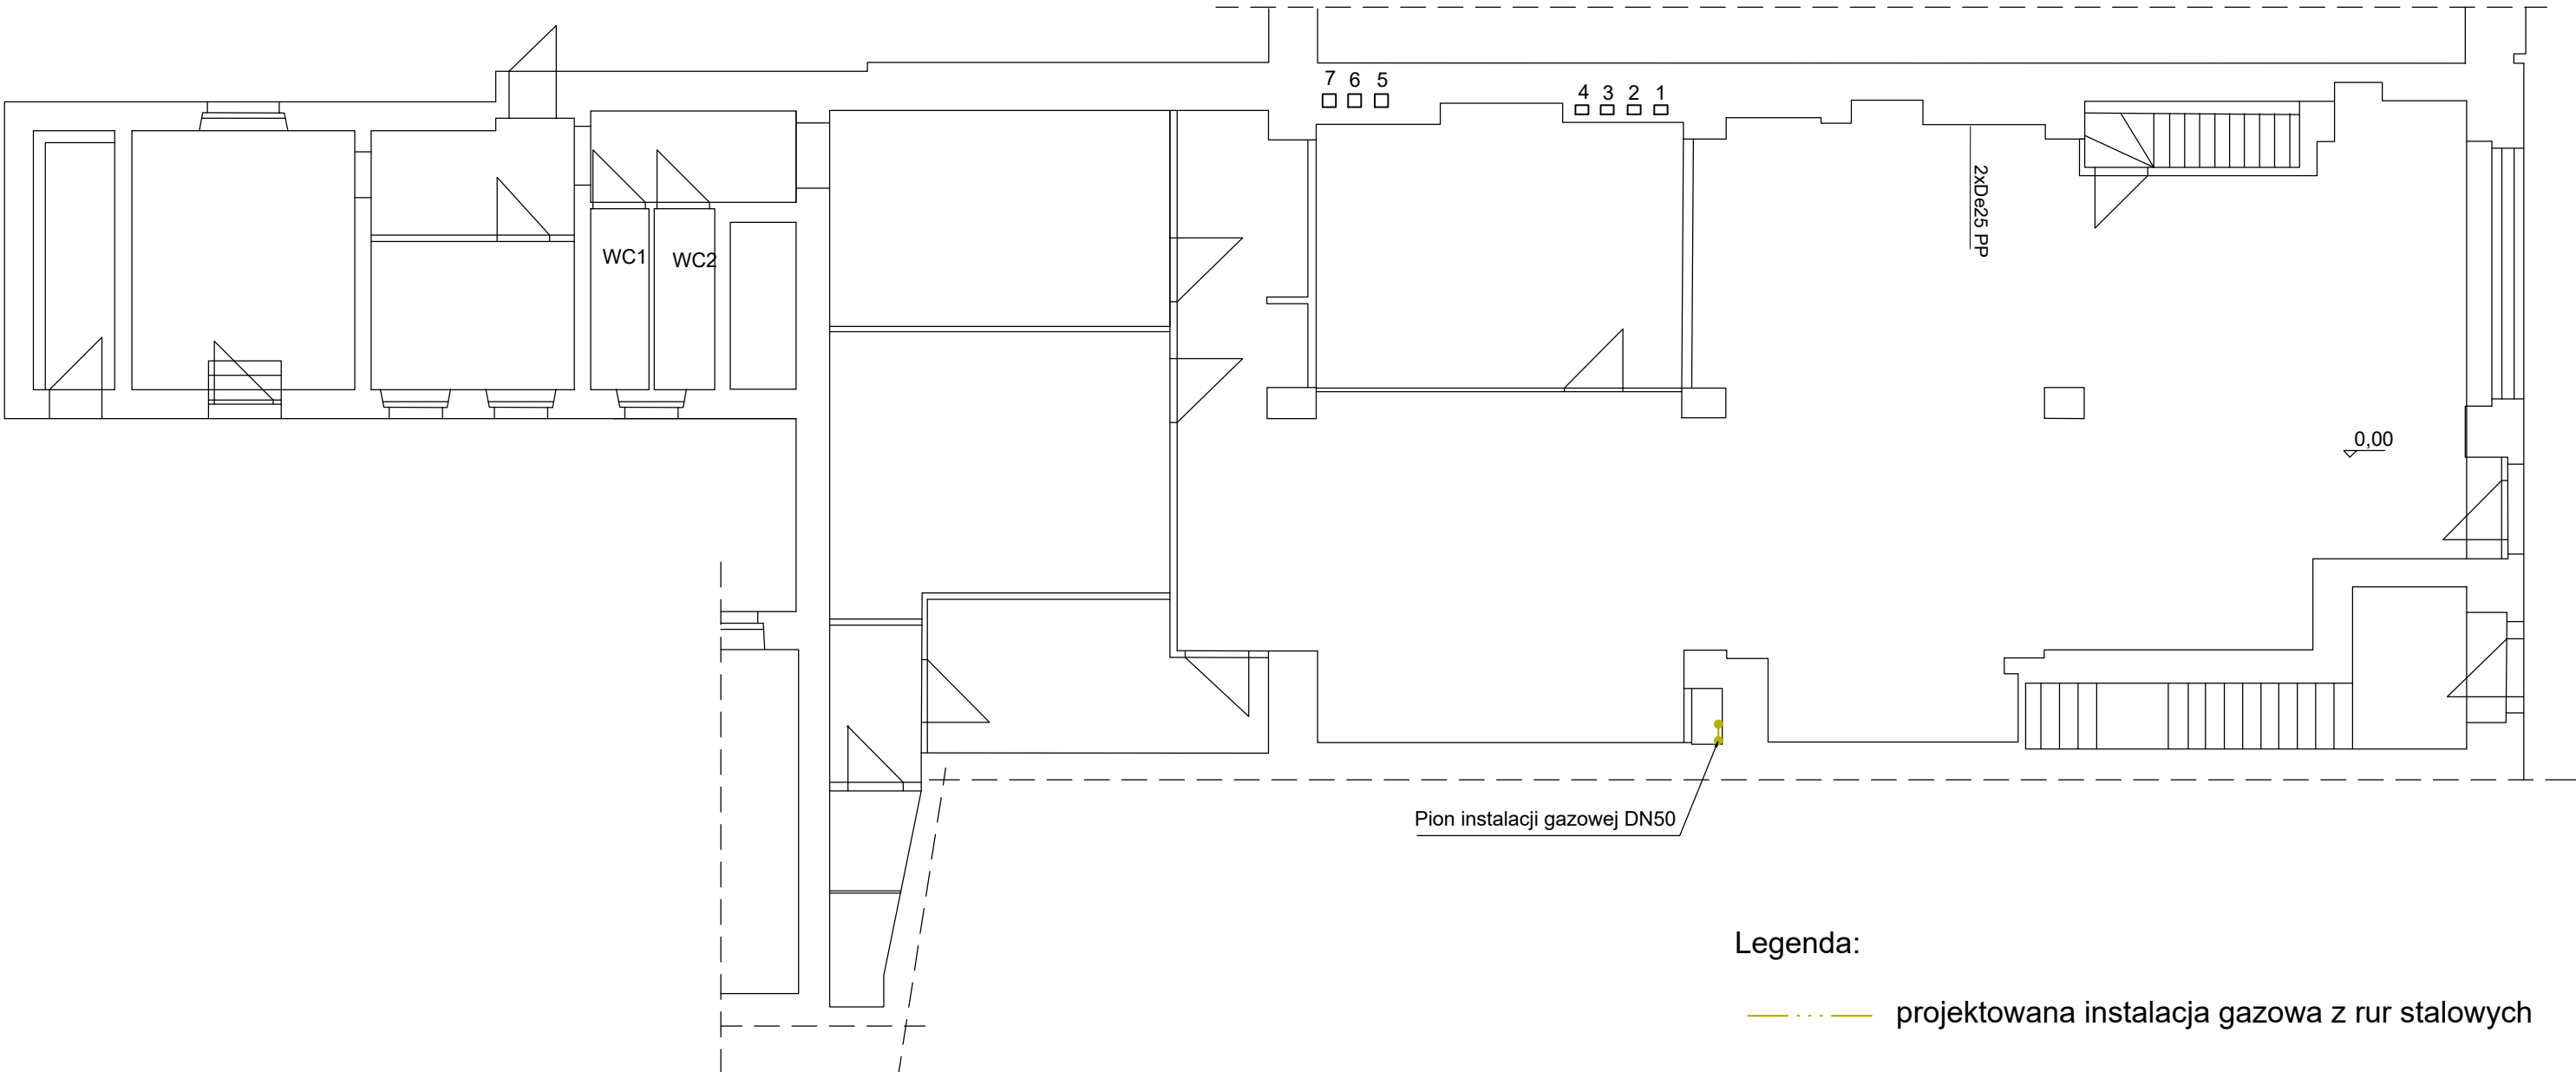 7 6 5
4 3 2 1
2xDe25 PP
WC1
WC2
0,00
Pion instalacji gazowej DN50
Legenda:
projektowana instalacja gazowa z rur stalowych